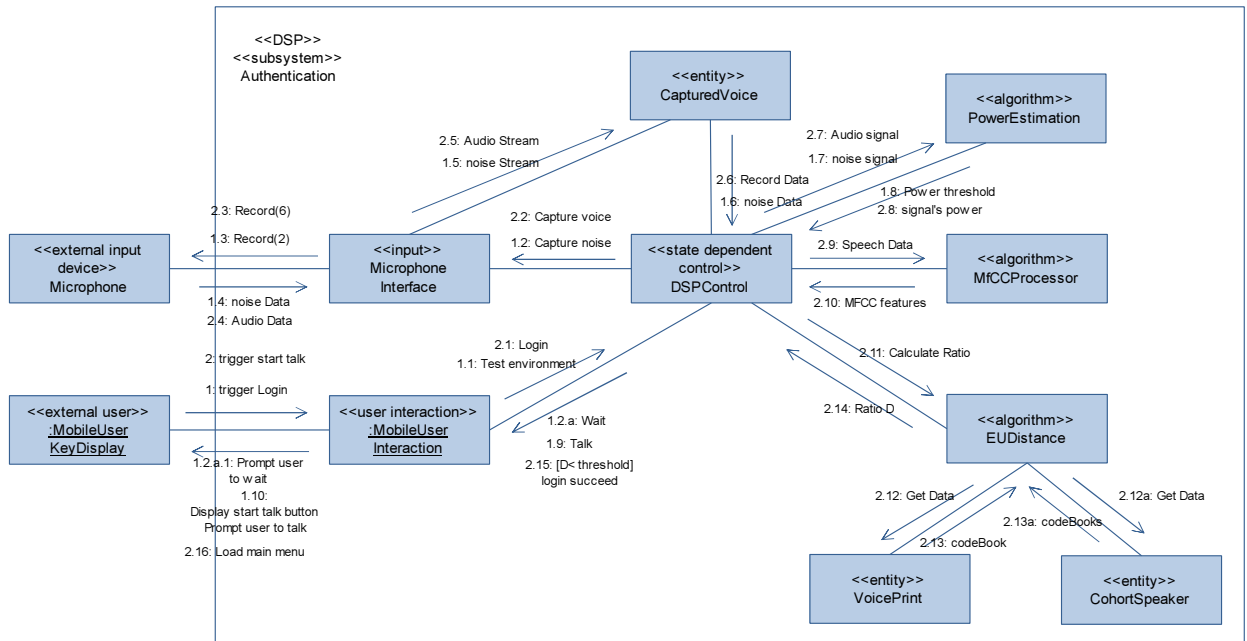 <<DSP>>
<<subsystem>>
Authentication
<<entity>>
CapturedVoice
<<algorithm>>
PowerEstimation
2.5: Audio Stream
1.5: noise Stream
2.7: Audio signal
1.7: noise signal
2.6: Record Data
1.6: noise Data
1.8: Power threshold
2.8: signal's power
2.3: Record(6)
1.3: Record(2)
2.2: Capture voice
1.2: Capture noise
2.9: Speech Data
<<external input
device>>
Microphone
<<input>>
Microphone
Interface
<<state dependent
control>>
DSPControl
<<algorithm>>
MfCCProcessor
1.4: noise Data
2.4: Audio Data
2.10: MFCC features
2: trigger start talk
1: trigger Login
2.1: Login
1.1: Test environment
2.11: Calculate Ratio
2.14: Ratio D
<<external user>>
:MobileUser
KeyDisplay
<<user interaction>>
:MobileUser
Interaction
1.2.a: Wait
1.9: Talk
2.15: [D< threshold]
login succeed
<<algorithm>>
EUDistance
1.2.a.1: Prompt user
to wait
1.10:
Display start talk button
Prompt user to talk
2.16: Load main menu
2.12: Get Data
2.12a: Get Data
2.13a: codeBooks
2.13: codeBook
<<entity>>
VoicePrint
<<entity>>
CohortSpeaker